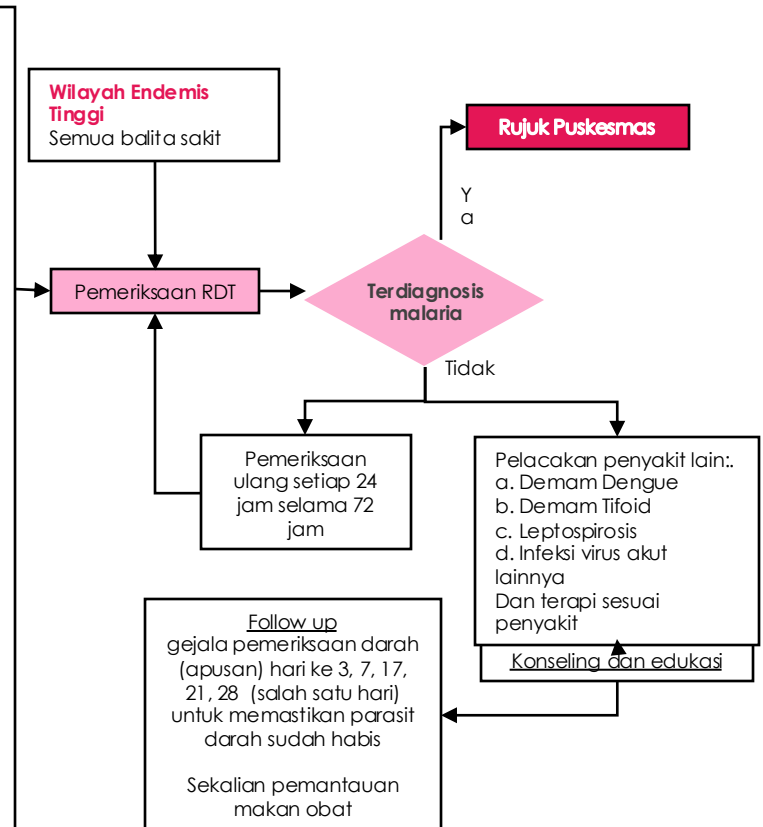 Wilayah Endemis
Tinggi
Semua balita sakit
Rujuk Puskesmas
Y
a
Pemeriksaan RDT
Terdiagnosis
malaria
Tidak
Pemeriksaan
ulang setiap 24
jam selama 72
jam
Pelacakan penyakit lain:.
a. Demam Dengue
b. Demam Tifoid
c. Leptospirosis
d. Infeksi virus akut
lainnya
Dan terapi sesuai
penyakit
Konseling dan edukasi
Follow up
gejala pemeriksaan darah
(apusan) hari ke 3, 7, 17,
21, 28 (salah satu hari)
untuk memastikan parasit
darah sudah habis
Sekalian pemantauan
makan obat